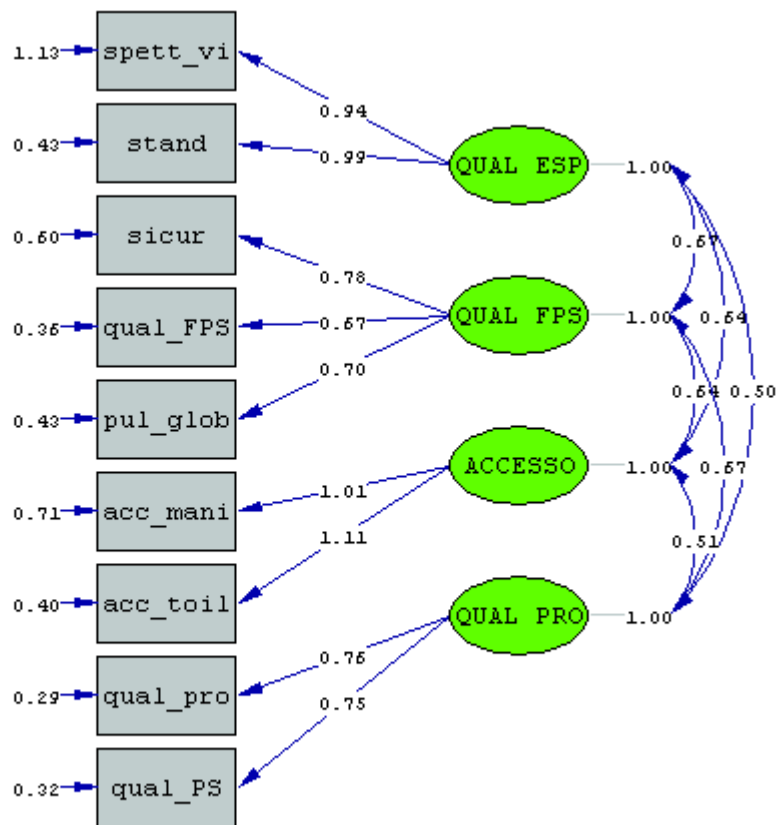 1.13 spett_vi
0.94
0.43 stand
0.99 QUAL ESP 1.00
0.60 sicur
0.67
0.78
0.36 qual_FPS
0.67 QUAL FPS 1.00 0.64
0.70
0.43 pul_glob
0.64 0.50
0.71 acc_mani
1.01 ACCESSO 1.00 0.67
1.11
0.51
0.40 acc_toil
QUAL PRO 1.00
0.76
0.29 qual_pro
0.75
0.32 qual_PS